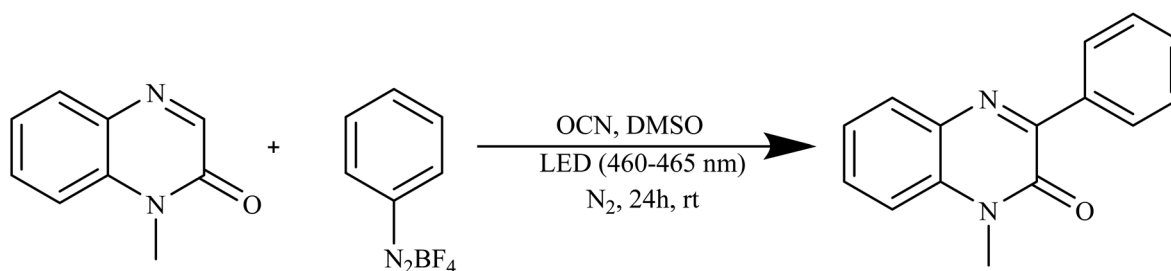 N
N
O
+
N₂BF₄
OCN, DMSO
LED (460-465 nm)
N₂, 24h, rt
N
N
O